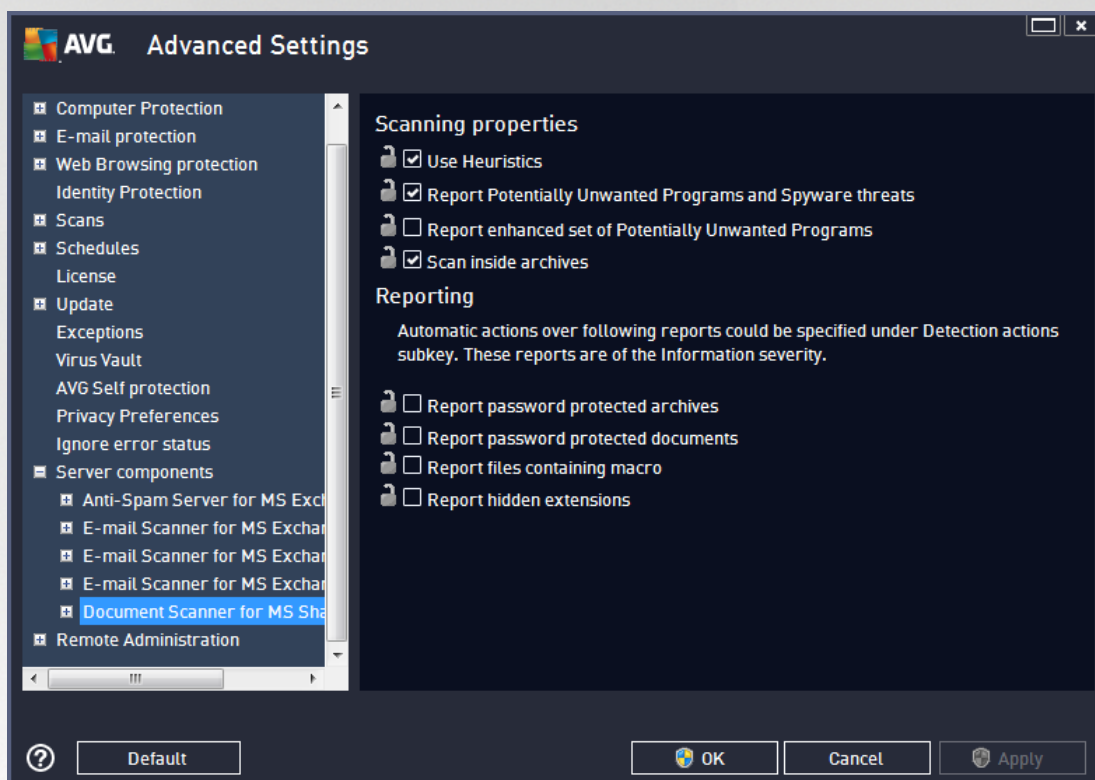 AVG. Advanced Settings
Computer Protection
E-mail protection
Web Browsing protection
Identity Protection
Scans
Schedules
License
Update
Exceptions
Virus Vault
AVG Self protection
Privacy Preferences
Ignore error status
Server components
Anti-Spam Server for MS Excl
E-mail Scanner for MS Exchar
E-mail Scanner for MS Exchar
E-mail Scanner for MS Exchar
Document Scanner for MS Sha
Remote Administration
Scanning properties
Use Heuristics
Report Potentially Unwanted Programs and Spyware threats
Report enhanced set of Potentially Unwanted Programs
Scan inside archives
Reporting
Automatic actions over following reports could be specified under Detection actions
subkey. These reports are of the Information severity.
Report password protected archives
Report password protected documents
Report files containing macro
Report hidden extensions
Default
OK
Cancel
Apply